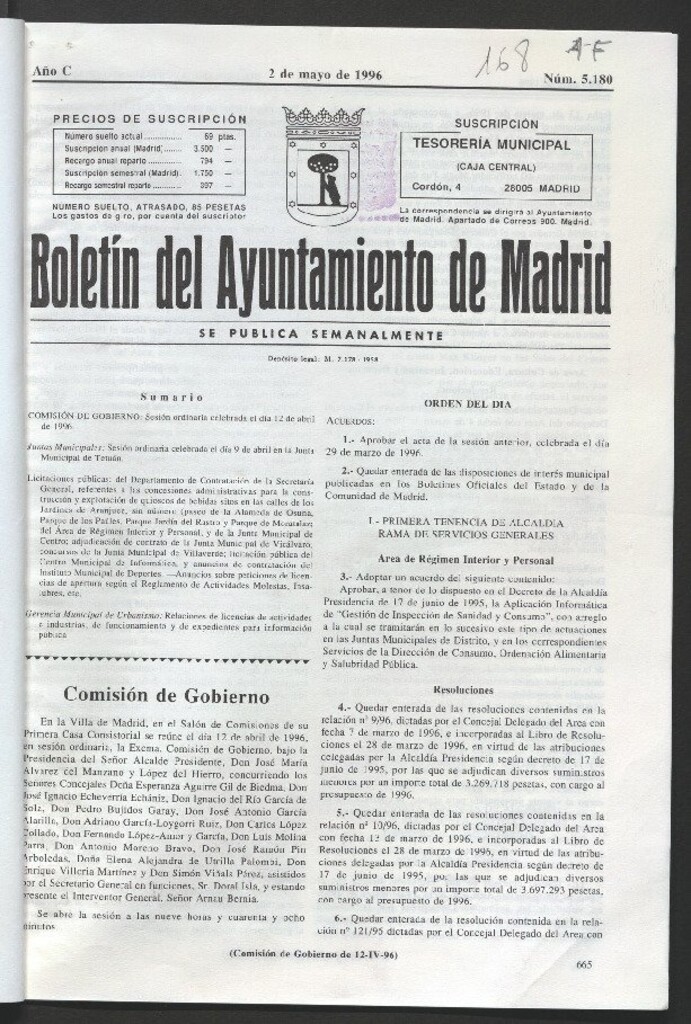 168 A-F
Año C
2 de mayo de 1996
Núm. 5.180
PRECIOS DE SUSCRIPCIÓN
Número suelto actual.............. 69 ptas.
Suscripción anual (Madrid)....... 3.500 —
Recargo anual reparto ............ 794 —
Suscripción semestral (Madrid). 1.750 —
Recargo semestral reparto ....... 397 —
NUMERO SUELTO, ATRASADO, 85 PESETAS
Los gastos de giro, por cuenta del suscriptor
SUSCRIPCIÓN
TESORERÍA MUNICIPAL
(CAJA CENTRAL)
Cordón, 4 28005 MADRID
La correspondencia se dirigirá al Ayuntamiento
de Madrid. Apartado de Correos 900. Madrid.
Boletín del Ayuntamiento de Madrid
SE PUBLICA SEMANALMENTE
Depósito legal: M. 7.178 - 1958
Sumario
COMISIÓN DE GOBIERNO: Sesión ordinaria celebrada el día 12 de abril
de 1996.
Juntas Municipales: Sesión ordinaria celebrada el día 9 de abril en la Junta
Municipal de Tetuán.
Licitaciones públicas: del Departamento de Contratación de la Secretaría
General, referentes a las concesiones administrativas para la cons-
trucción y explotación de quioscos de bebidas sitos en las calles de los
Jardines de Aranjuez, sin número (paseo de la Alameda de Osuna,
Parque de los Pailles, Parque Jardín del Rastro y Parque de Moratalaz;
del Área de Régimen Interior y Personal, y de la Junta Municipal de
Centro; adjudicación de contrato de la Junta Municipal de Vicálvaro;
concursos de la Junta Municipal de Villaverde; licitación pública del
Centro Municipal de Informática, y anuncios de contratación del
Instituto Municipal de Deportes. —Anuncios sobre peticiones de licen-
cias de apertura según el Reglamento de Actividades Molestas, Insa-
lubres, etc.
Gerencia Municipal de Urbanismo: Relaciones de licencias de actividades
e industrias, de funcionamiento y de expedientes para información
pública
Comisión de Gobierno
En la Villa de Madrid, en el Salón de Comisiones de su
Primera Casa Consistorial se reúne el día 12 de abril de 1996,
en sesión ordinaria, la Excma. Comisión de Gobierno, bajo la
Presidencia del Señor Alcalde Presidente, Don José María
Alvarez del Manzano y López del Hierro, concurriendo los
Señores Concejales Deña Esperanza Aguirre Gil de Biedma, Don
José Ignacio Echeverría Echániz, Don Ignacio del Río García de
Sola, Don Pedro Bujidos Garay, Don José Antonio García
Alarilla, Don Adriano García-Loygorri Ruiz, Don Carlos López
Collado, Don Fernando López-Amor y García, Don Luis Molina
Parra, Don Antonio Moreno Bravo, Don José Ramón Pin
Arboledas, Doña Elena Alejandra de Utrilla Palombi, Don
Enrique Villoria Martínez y Don Simón Viñals Pérez, asistidos
por el Secretario General en funciones, Sr. Doral Isla, y estando
presente el Interventor General, Señor Arnau Bernia.
Se abre la sesión a las nueve horas y cuarenta y ocho
minutos
ORDEN DEL DIA
ACUERDOS:
1.- Aprobar el acta de la sesión anterior, celebrada el día
29 de marzo de 1996.
2.- Quedar enterada de las disposiciones de interés municipal
publicadas en los Boletines Oficiales del Estado y de la
Comunidad de Madrid.
I - PRIMERA TENENCIA DE ALCALDIA
RAMA DE SERVICIOS GENERALES
Area de Régimen Interior y Personal
3.- Adoptar un acuerdo del siguiente contenido:
Aprobar, a tenor de lo dispuesto en el Decreto de la Alcaldía
Presidencia de 17 de junio de 1995, la Aplicación Informática
de "Gestión de Inspección de Sanidad y Consumo", con arreglo
a la cual se tramitarán en lo sucesivo este tipo de actuaciones
en las Juntas Municipales de Distrito, y en los correspondientes
Servicios de la Dirección de Consumo, Ordenación Alimentaria
y Salubridad Pública.
Resoluciones
4.- Quedar enterada de las resoluciones contenidas en la
relación nº 9/96, dictadas por el Concejal Delegado del Area con
fecha 7 de marzo de 1996, e incorporadas al Libro de Resolu-
ciones el 28 de marzo de 1996, en virtud de las atribuciones
delegadas por la Alcaldía Presidencia según decreto de 17 de
junio de 1995, por las que se adjudican diversos suministros
menores por un importe total de 3.269.718 pesetas, con cargo al
presupuesto de 1996.
5.- Quedar enterada de las resoluciones contenidas en la
relación nº 10/96, dictadas por el Concejal Delegado del Area
con fecha 13 de marzo de 1996, e incorporadas al Libro de
Resoluciones el 28 de marzo de 1996, en virtud de las atribu-
ciones delegadas por la Alcaldía Presidencia según decreto de
17 de junio de 1995, por las que se adjudican diversos
suministros menores por un importe total de 3.697.293 pesetas,
con cargo al presupuesto de 1996.
6.- Quedar enterada de la resolución contenida en la rela-
ción nº 121/95 dictadas por el Concejal Delegado del Area con
(Comisión de Gobierno de 12-IV-96)
665